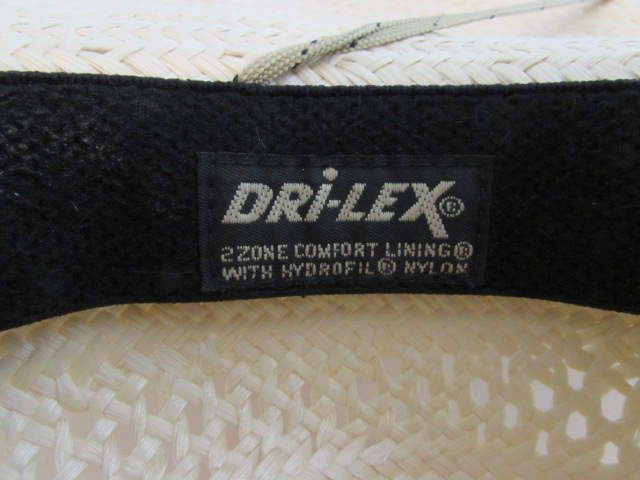 DRI-LEX®
2 ZONE COMFORT LINING®
WITH HYDROFIL® NYLON